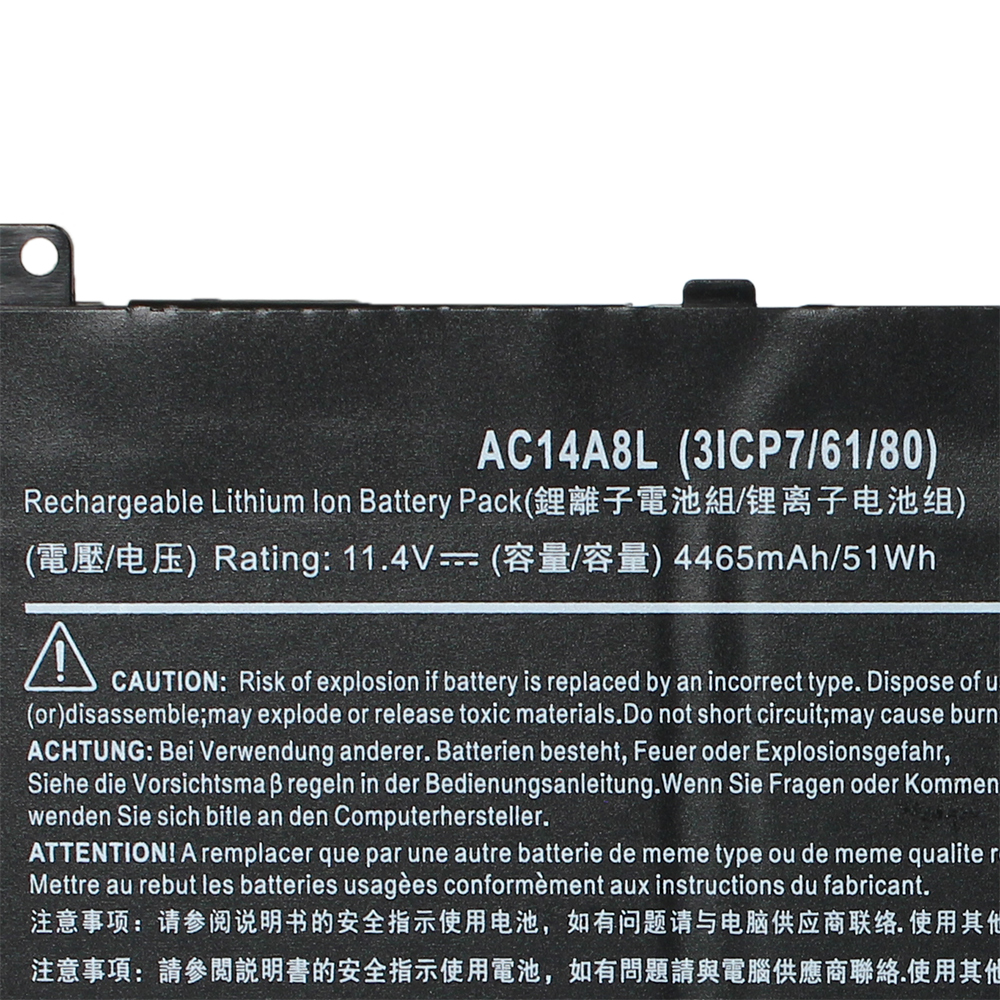 AC14A8L (3ICP7/61/80)
Rechargeable Lithium Ion Battery Pack(鋰離子電池組/锂离子电池组)
(電壓/电压) Rating: 11.4V⎓ (容量/容量) 4465mAh/51Wh
CAUTION: Risk of explosion if battery is replaced by an incorrect type. Dispose of
(or)disassemble;may explode or release toxic materials.Do not short circuit;may cause burn
ACHTUNG: Bei Verwendung anderer. Batterien besteht, Feuer oder Explosionsgefahr,
Siehe die Vorsichtsmaβregeln in der Bedienungsanleitung.Wenn Sie Fragen oder Kommen
wenden Sie sich bitle an den Computerhersteller.
ATTENTION! A remplacer que par une autre batterie de meme type ou de meme qualite
Mettre au rebut les batteries usagèes conformèment aux instructions du fabricant.
注意事项：请参阅说明书的安全指示使用电池，如有问题请与电脑供应商联络.使用其他
注意事項：請參閱說明書的安全指示使用電池，如有問題請與電腦供應商聯絡.使用其他